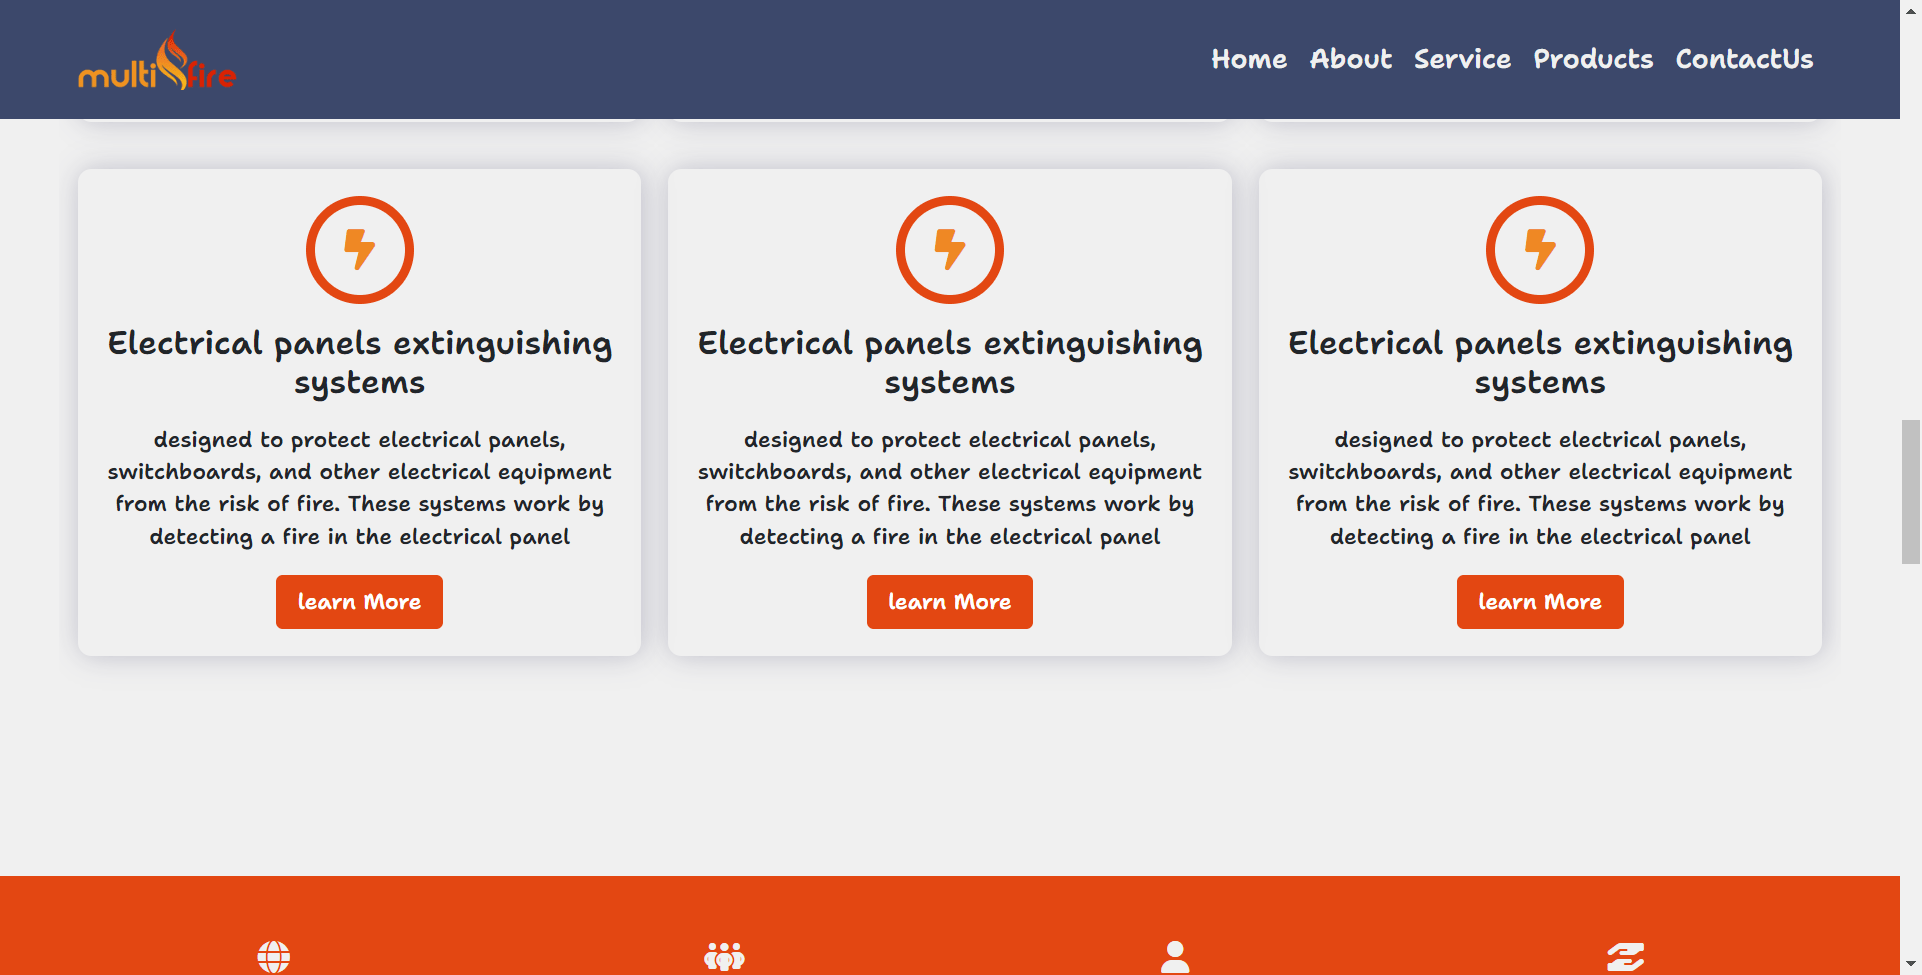 multi fire
Home About Service Products ContactUs
Electrical panels extinguishing
systems
designed to protect electrical panels,
switchboards, and other electrical equipment
from the risk of fire. These systems work by
detecting a fire in the electrical panel
learn More
Electrical panels extinguishing
systems
designed to protect electrical panels,
switchboards, and other electrical equipment
from the risk of fire. These systems work by
detecting a fire in the electrical panel
learn More
Electrical panels extinguishing
systems
designed to protect electrical panels,
switchboards, and other electrical equipment
from the risk of fire. These systems work by
detecting a fire in the electrical panel
learn More